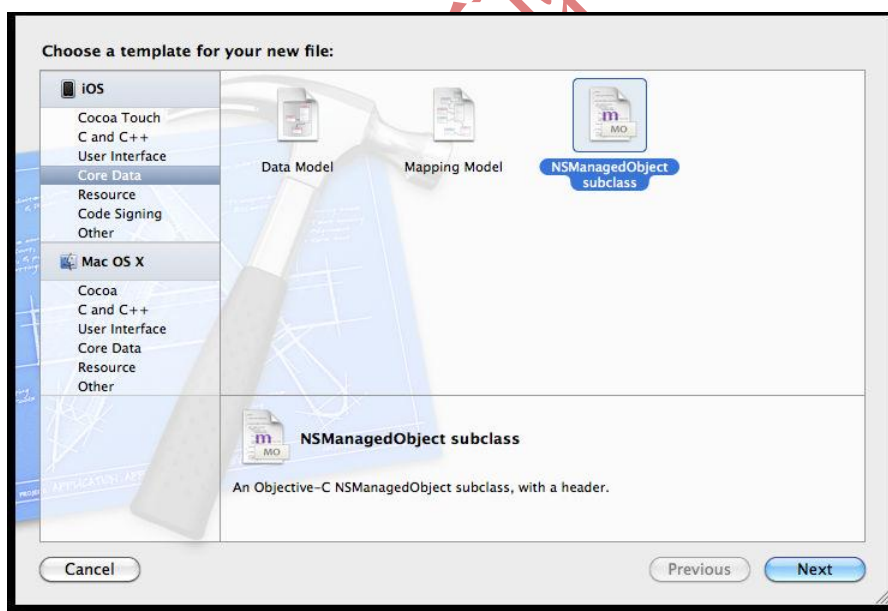 Choose a template for your new file:
iOS
Cocoa Touch
C and C++
User Interface
Core Data
Resource
Code Signing
Other
Mac OS X
Cocoa
C and C++
User Interface
Core Data
Resource
Other
Data Model
Mapping Model
m
MO
NSManagedObject
subclass
m
MO
NSManagedObject subclass
An Objective-C NSManagedObject subclass, with a header.
Cancel
Previous
Next